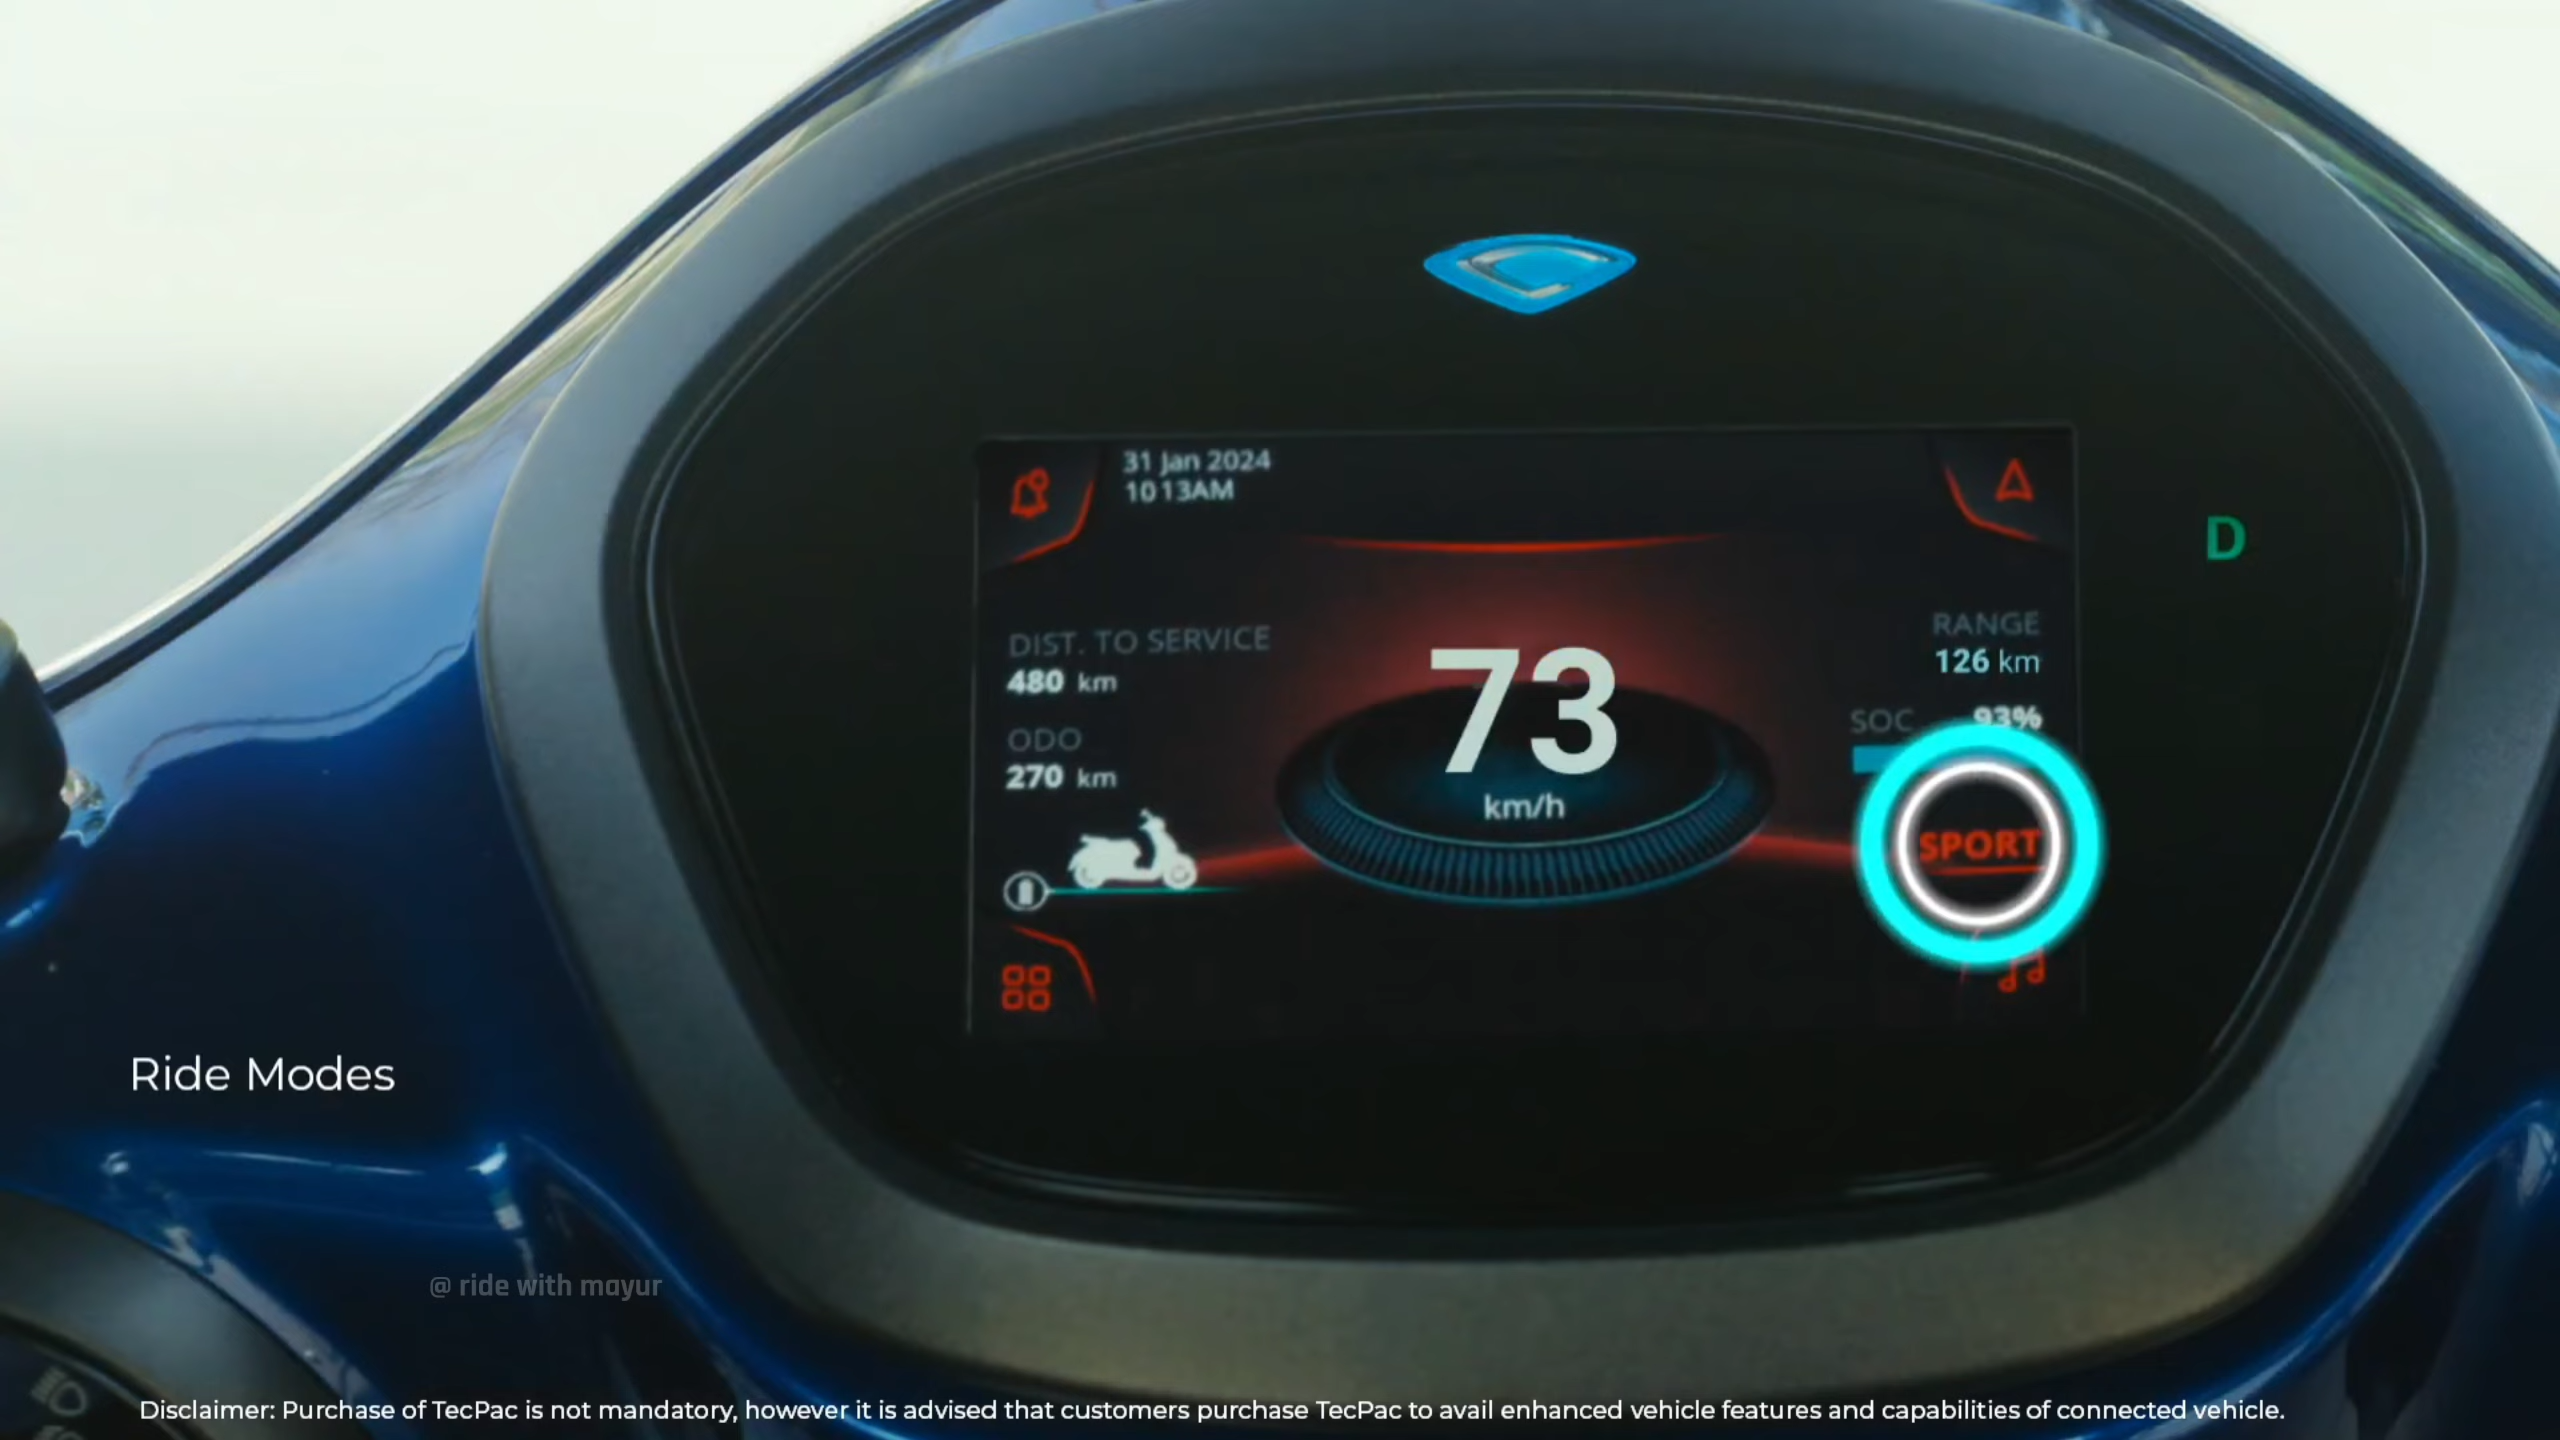 31 Jan 2024
10 13AM
D
DIST. TO SERVICE
480 km
ODO
270 km
73
km/h
RANGE
126 km
SOC 93%
SPORT
Ride Modes
@ ride with mayur
Disclaimer: Purchase of TecPac is not mandatory, however it is advised that customers purchase TecPac to avail enhanced vehicle features and capabilities of connected vehicle.